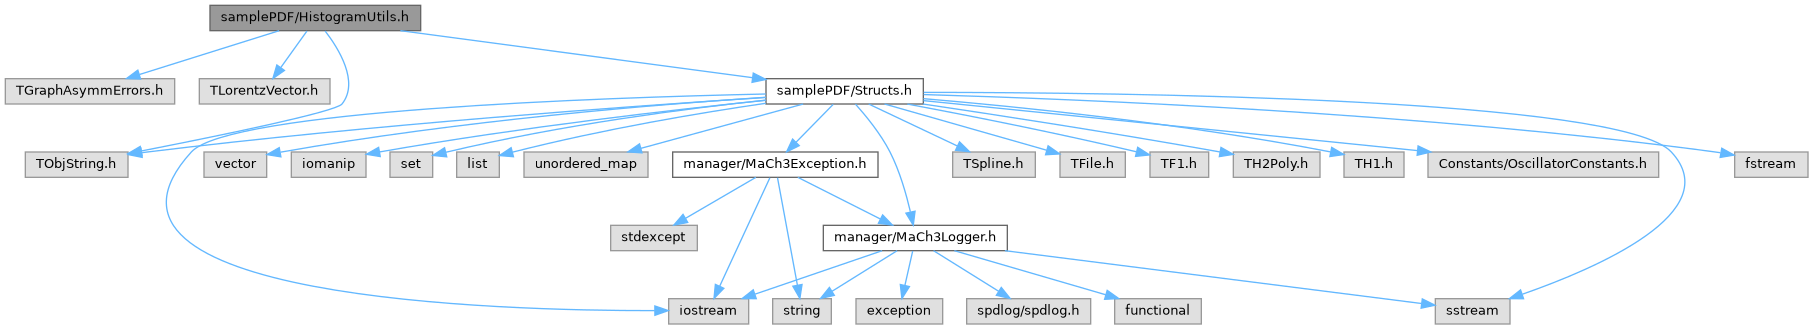 samplePDF/HistogramUtils.h
TGraphAsymmErrors.h
TLorentzVector.h
samplePDF/Structs.h
TObjString.h
vector
iomanip
set
list
unordered_map
manager/MaCh3Exception.h
TSpline.h
TFile.h
TF1.h
TH2Poly.h
TH1.h
Constants/OscillatorConstants.h
fstream
stdexcept
manager/MaCh3Logger.h
iostream
string
exception
spdlog/spdlog.h
functional
sstream